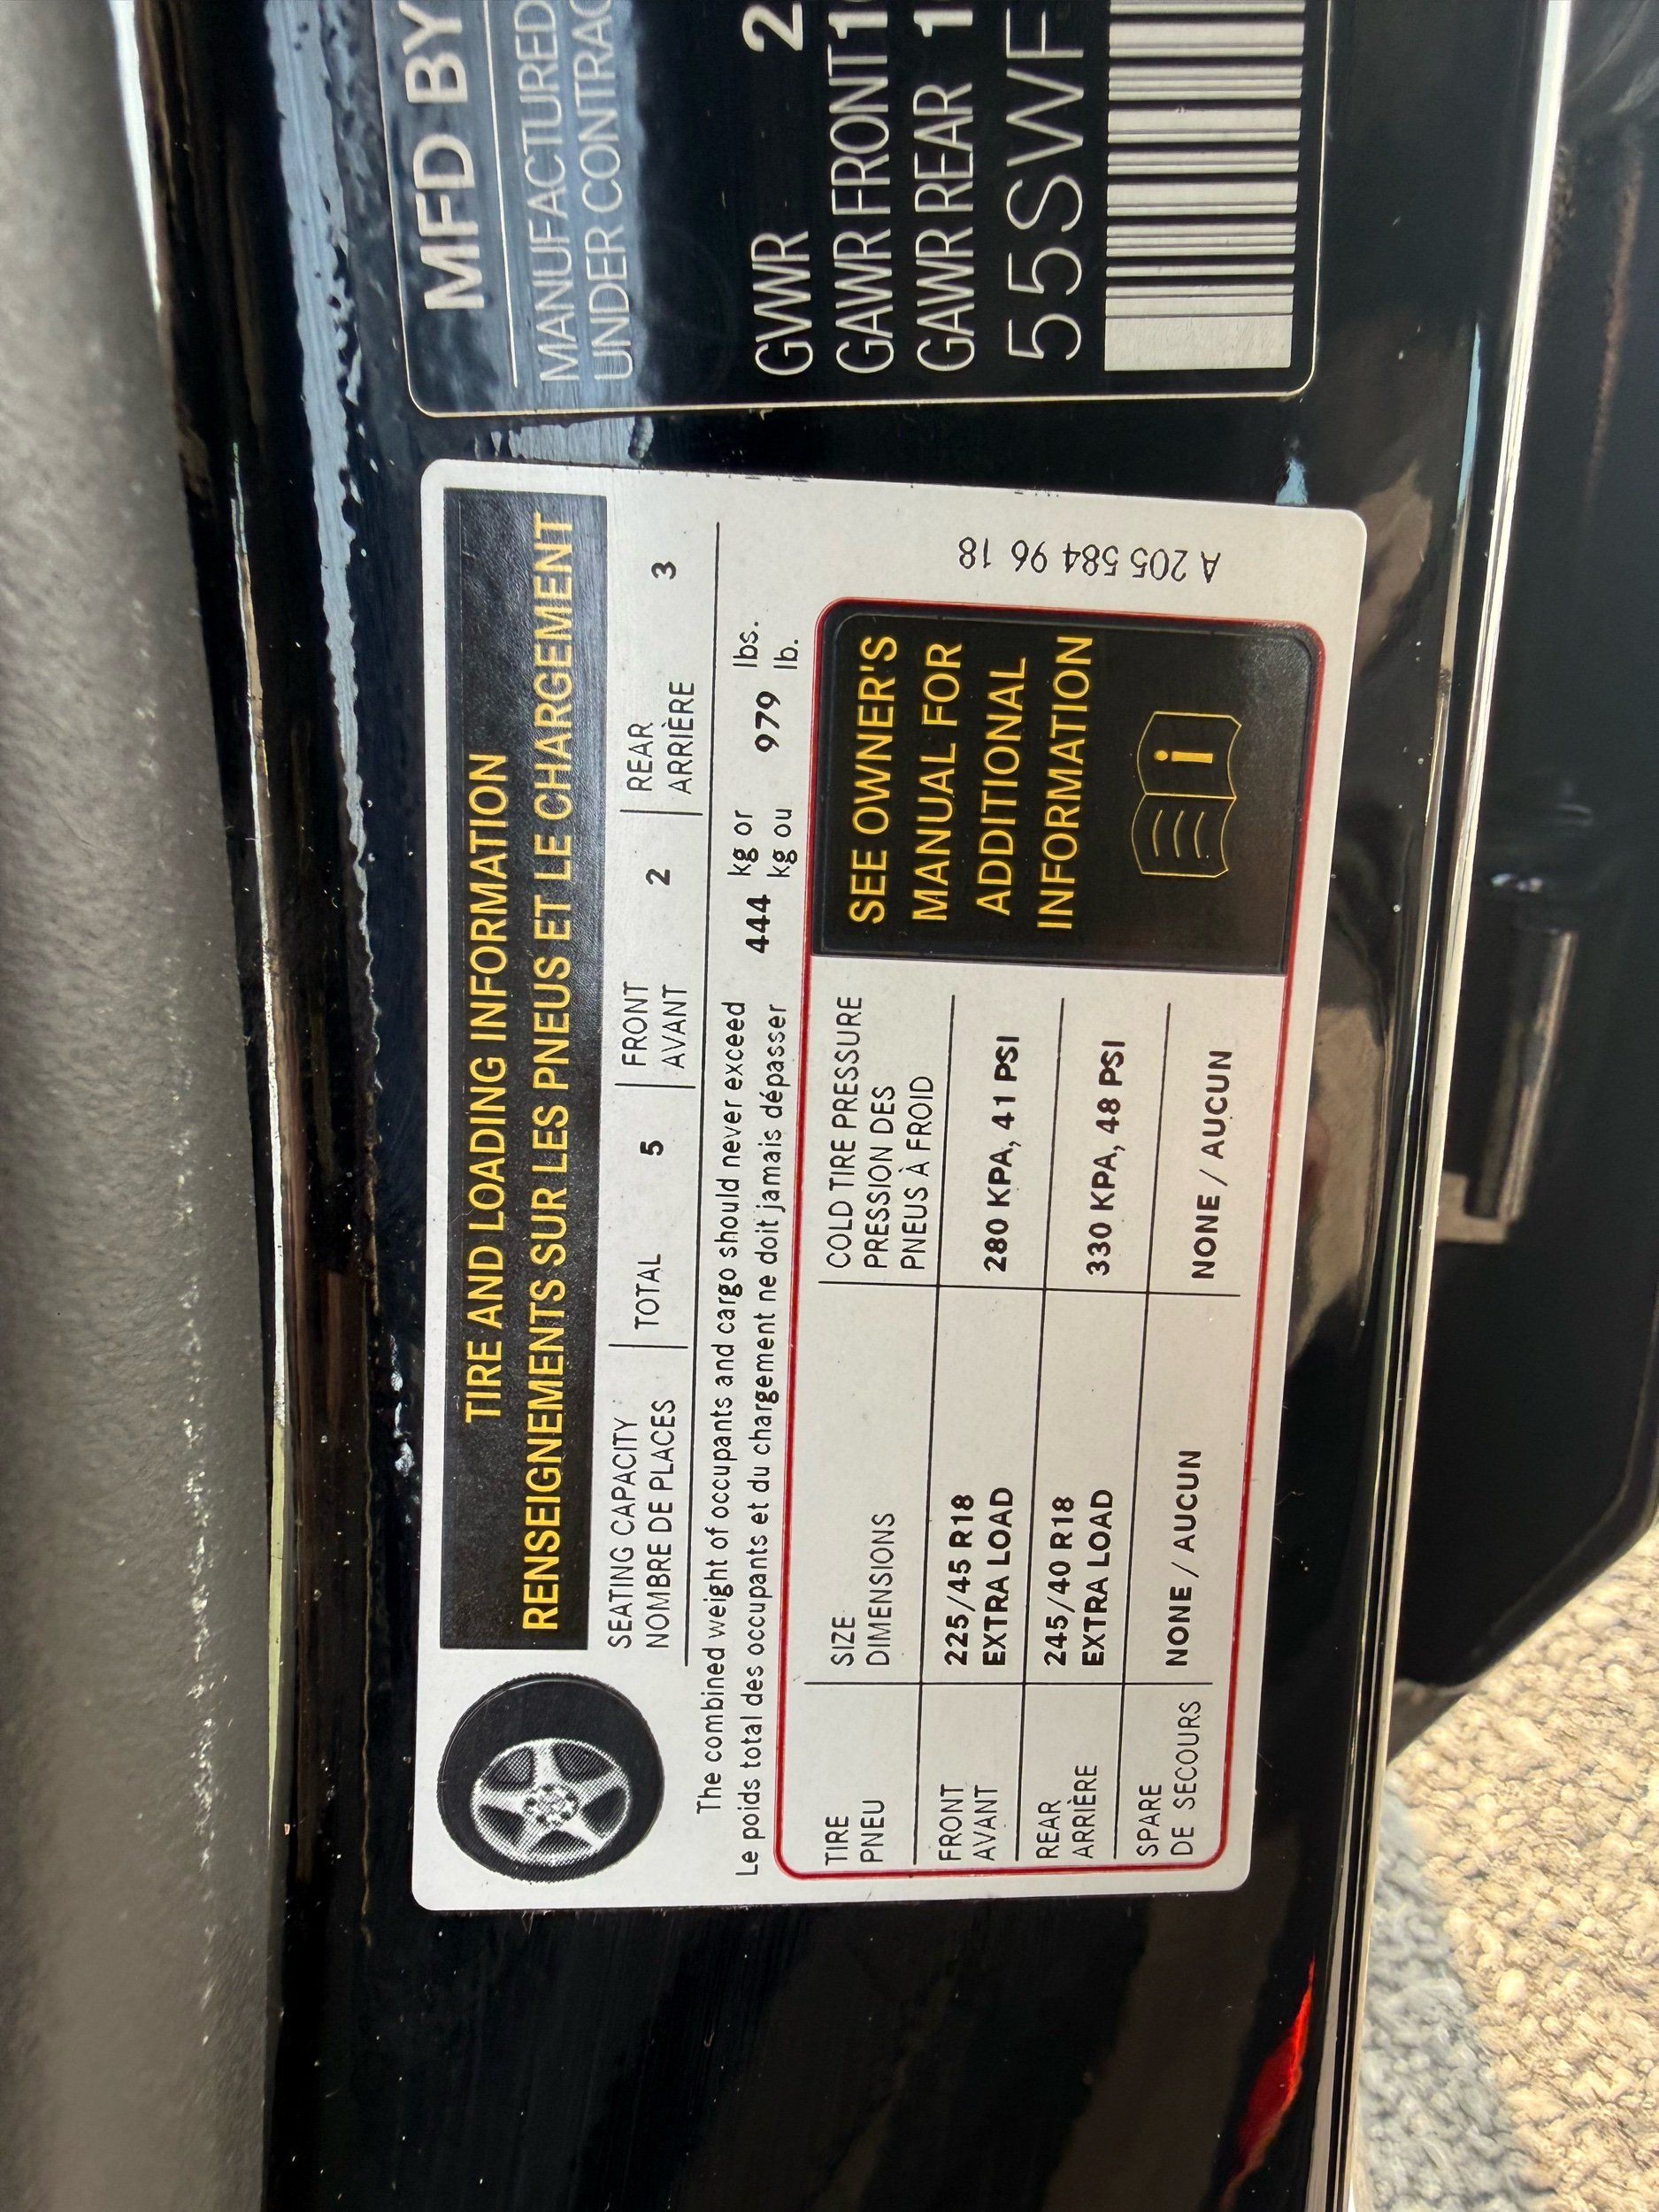 TIRE AND LOADING INFORMATION
RENSEIGNEMENTS SUR LES PNEUS ET LE CHARGEMENT
SEATING CAPACITY
NOMBRE DE PLACES
TOTAL 5
FRONT
AVANT
2
REAR
ARRIÈRE
3
The combined weight of occupants and cargo should never exceed 444 kg or 979 lbs.
Le poids total des occupants et du chargement ne doit jamais dépasser kg ou lb.
TIRE
PNEU
SIZE
DIMENSIONS
COLD TIRE PRESSURE
PRESSION DES
PNEUS À FROID
FRONT
AVANT
225/45 R18
EXTRA LOAD
280 KPA, 41 PSI
REAR
ARRIÈRE
245/40 R18
EXTRA LOAD
330 KPA, 48 PSI
SPARE
DE SECOURS
NONE / AUCUN
NONE / AUCUN
SEE OWNER'S
MANUAL FOR
ADDITIONAL
INFORMATION
i
A 205 584 96 18
MFD BY
MANUFACTURED
UNDER CONTRAC
GWR 2
GAWR FRONT 1
GAWR REAR 1
55SWF